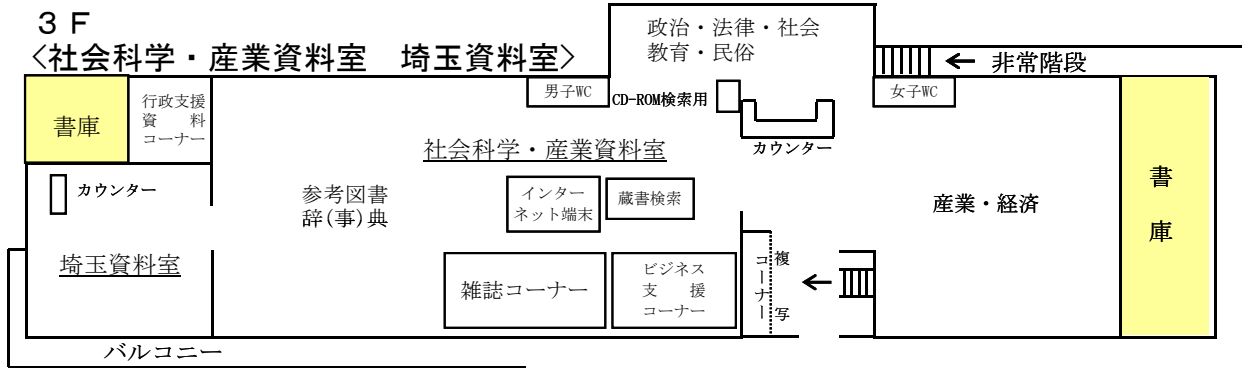 ３Ｆ
<社会科学・産業資料室　埼玉資料室>
政治・法律・社会
教育・民俗
← 非常階段
書庫
行政支援
資　料
コーナー
男子WC
CD-ROM検索用
女子WC
カウンター
社会科学・産業資料室
カウンター
参考図書
辞(事)典
インター
ネット端末
蔵書検索
産業・経済
書
庫
埼玉資料室
雑誌コーナー
ビジネス
支　援
コーナー
複写
コーナー
←
バルコニー